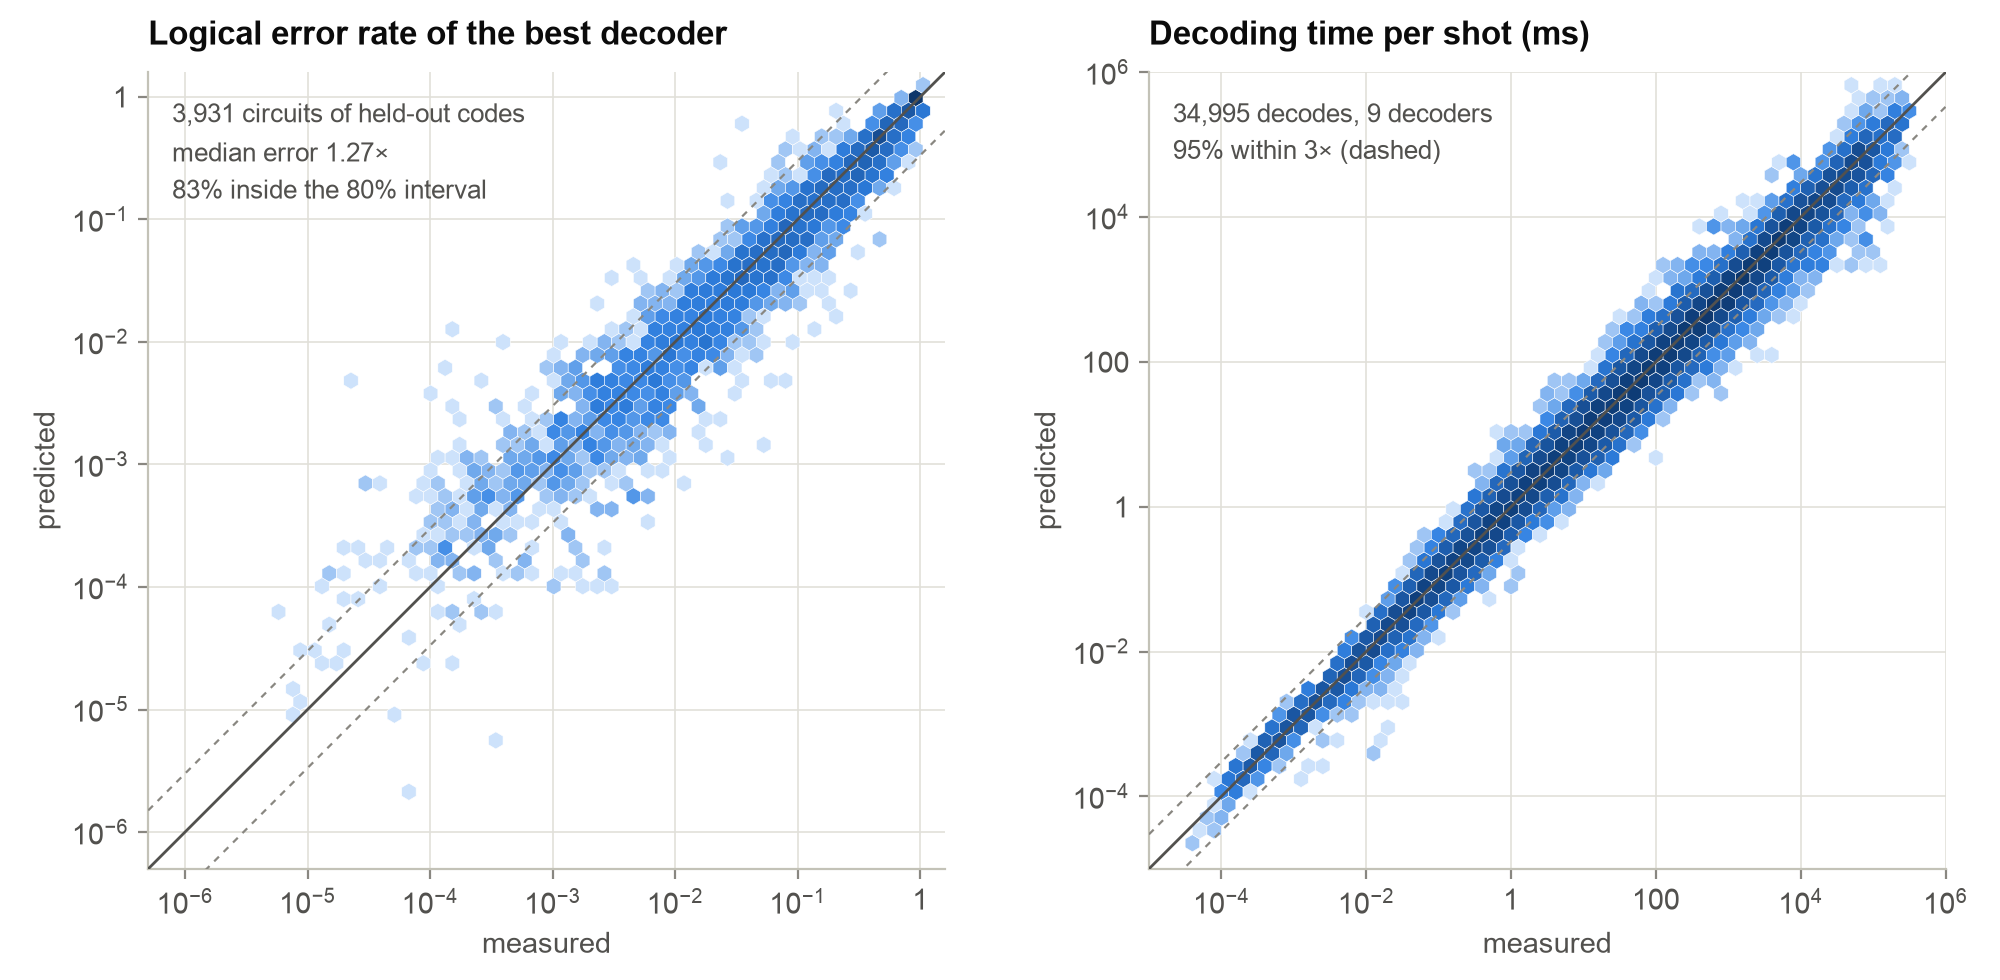 Logical error rate of the best decoder
3,931 circuits of held-out codes
median error 1.27×
83% inside the 80% interval
1
10⁻¹
10⁻²
10⁻³
10⁻⁴
10⁻⁵
10⁻⁶
predicted
10⁻⁶ 10⁻⁵ 10⁻⁴ 10⁻³ 10⁻² 10⁻¹ 1
measured
Decoding time per shot (ms)
34,995 decodes, 9 decoders
95% within 3× (dashed)
10⁶
10⁴
100
1
10⁻²
10⁻⁴
predicted
10⁻⁴ 10⁻² 1 100 10⁴ 10⁶
measured